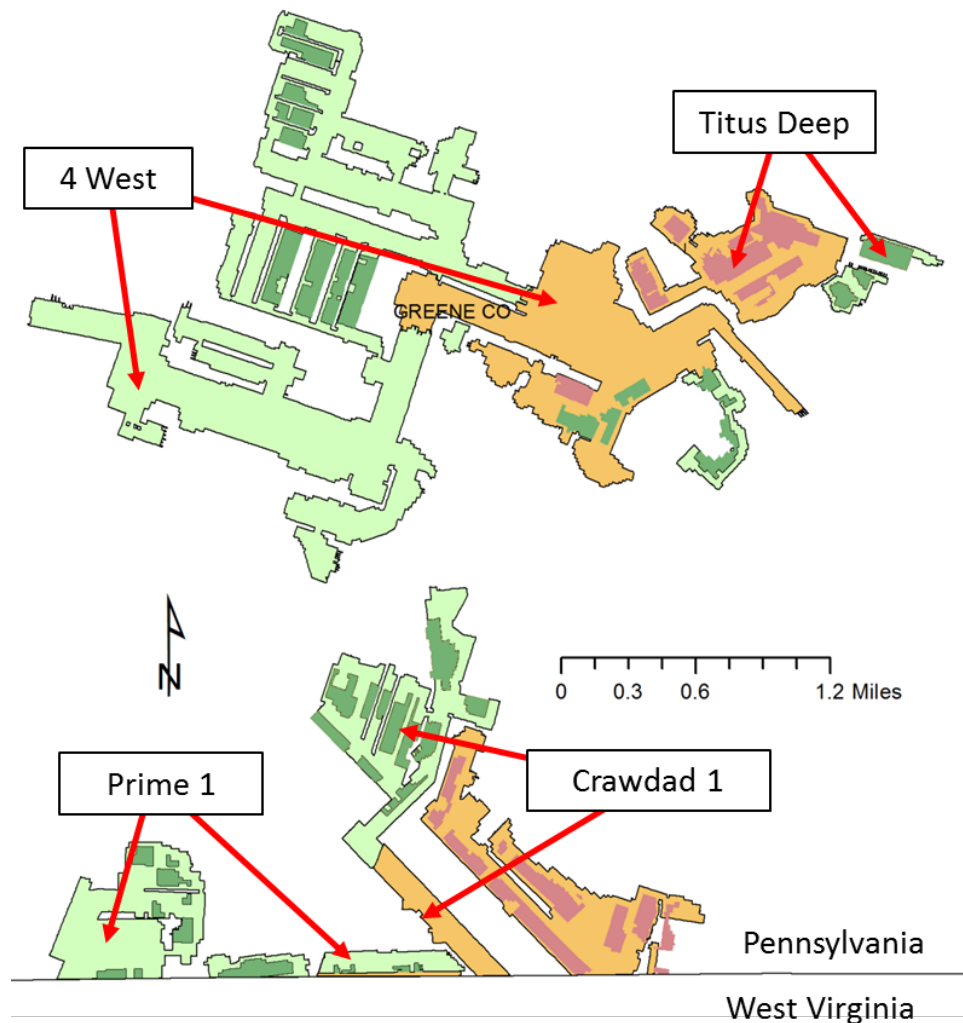 Titus Deep
4 West
GREENE CO
N
0 0.3 0.6 1.2 Miles
Prime 1
Crawdad 1
Pennsylvania
West Virginia